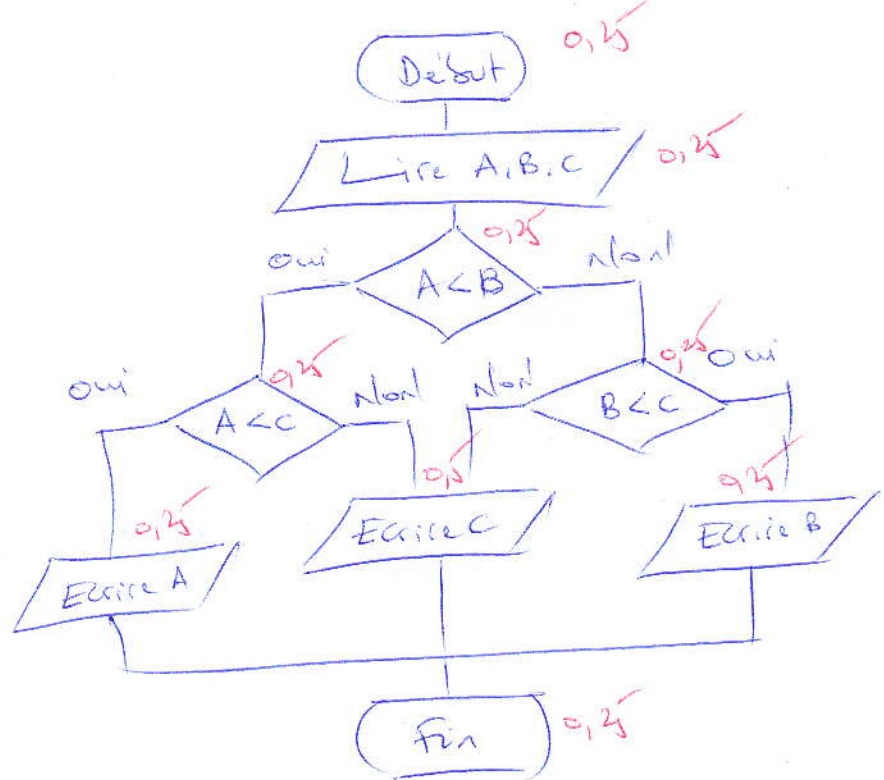 0,25
Début
Lire A, B, C
0,25
0,25
oui
A<B
Non
oui
0,25
Non
Non
0,25
oui
A<C
B<C
0,25
0,5
0,25
Ecrire A
Ecrire C
Ecrire B
Fin
0,25